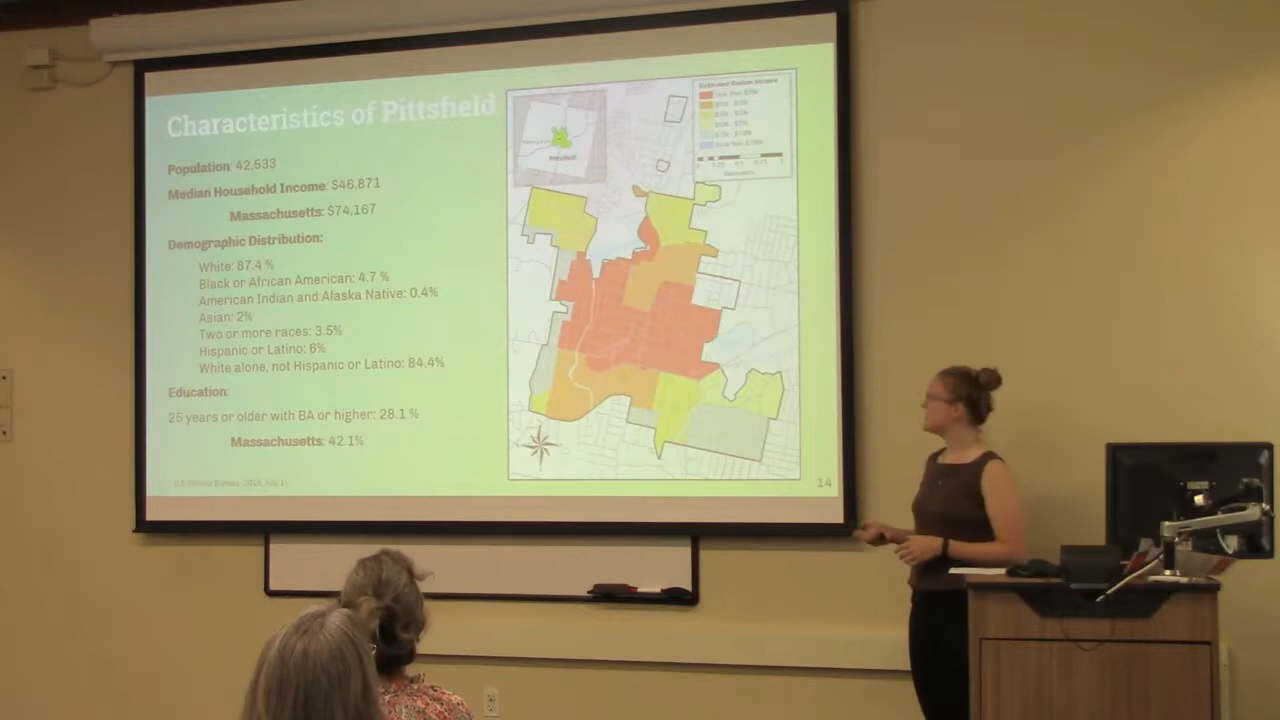 Characteristics of Pittsfield
Population: 42,533
Median Household Income: $46,871
Massachusetts: $74,167
Demographic Distribution:
White: 87.4 %
Black or African American: 4.7 %
American Indian and Alaska Native: 0.4%
Asian: 2%
Two or more races: 3.5%
Hispanic or Latino: 6%
White alone, not Hispanic or Latino: 84.4%
Education:
25 years or older with BA or higher: 28.1 %
Massachusetts: 42.1%
Estimated Median Income
14